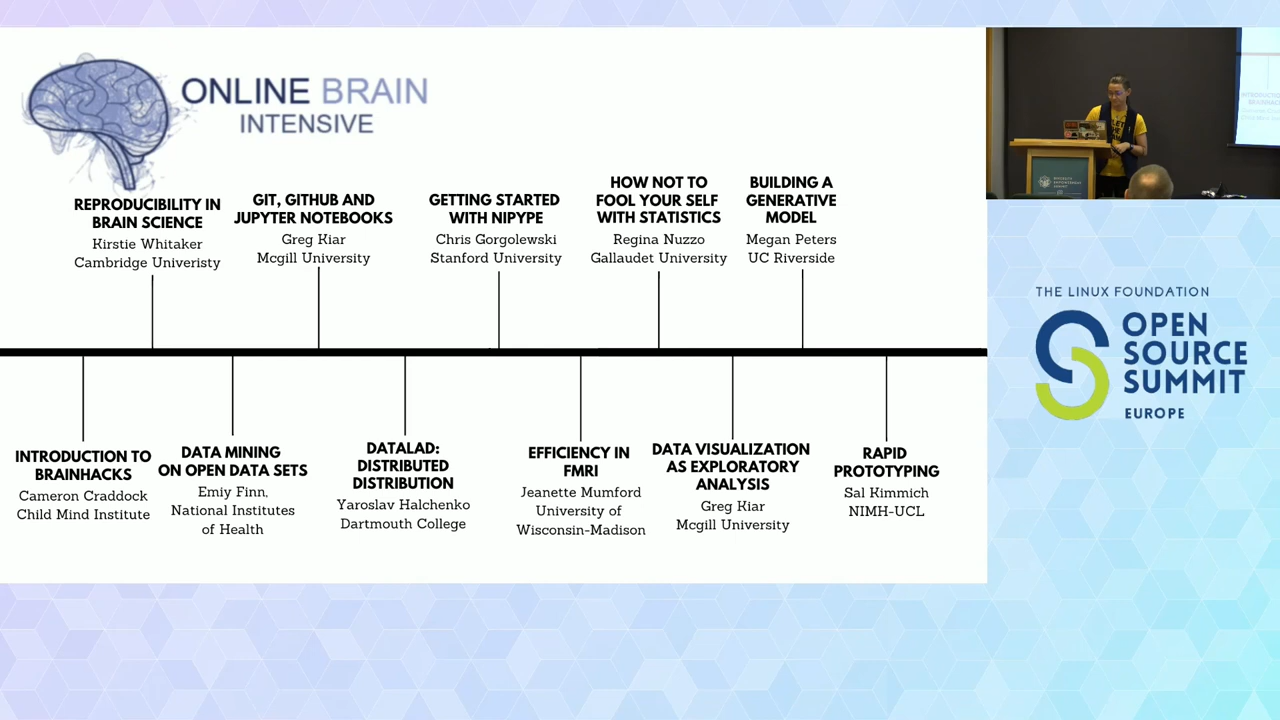 ONLINE BRAIN
INTENSIVE
REPRODUCIBILITY IN
BRAIN SCIENCE
Kirstie Whitaker
Cambridge Univeristy
GIT, GITHUB AND
JUPYTER NOTEBOOKS
Greg Kiar
Mcgill University
GETTING STARTED
WITH NIPYPE
Chris Gorgolewski
Stanford University
HOW NOT TO
FOOL YOUR SELF
WITH STATISTICS
Regina Nuzzo
Gallaudet University
BUILDING A
GENERATIVE
MODEL
Megan Peters
UC Riverside
INTRODUCTION TO
BRAINHACKS
Cameron Craddock
Child Mind Institute
DATA MINING
ON OPEN DATA SETS
Emiy Finn,
National Institutes
of Health
DATALAD:
DISTRIBUTED
DISTRIBUTION
Yaroslav Halchenko
Dartmouth College
EFFICIENCY IN
FMRI
Jeanette Mumford
University of
Wisconsin-Madison
DATA VISUALIZATION
AS EXPLORATORY
ANALYSIS
Greg Kiar
Mcgill University
RAPID
PROTOTYPING
Sal Kimmich
NIMH-UCL
THE LINUX FOUNDATION
OPEN
SOURCE
SUMMIT
EUROPE